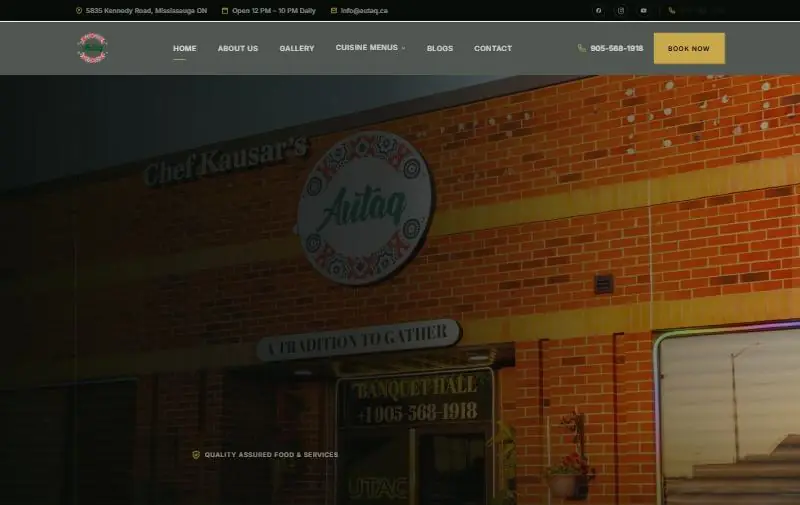 5835 Kennedy Road, Mississauga ON
Open 12 PM - 10 PM Daily
info@aotaq.ca
Autaq
HOME
ABOUT US
GALLERY
CUISINE MENUS
BLOGS
CONTACT
905-568-1918
BOOK NOW
Chef Kausar's
Autaq
A TRADITION TO GATHER
BANQUET HALL
+1 905-568-1918
UTAQ
QUALITY ASSURED FOOD & SERVICES